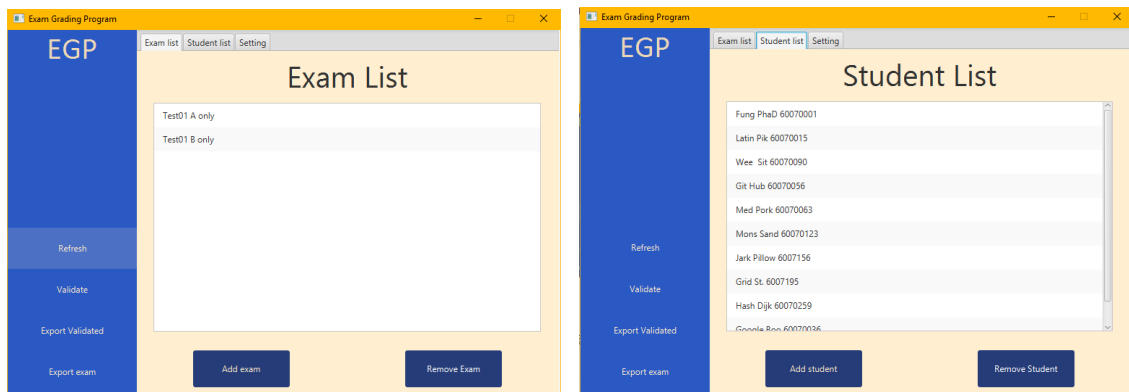 Exam Grading Program
EGP
Exam list Student list Setting
Exam List
Test01 A only
Test01 B only
Refresh
Validate
Export Validated
Export exam
Add exam
Remove Exam
Exam Grading Program
EGP
Exam list Student list Setting
Student List
Fung PhaD 60070001
Latin Pik 60070015
Wee  Sit 60070090
Git Hub 60070056
Med Pork 60070063
Mons Sand 60070123
Jark Pillow 6007156
Grid St. 6007195
Hash Dijk 60070259
Google Boo 60070036
Refresh
Validate
Export Validated
Export exam
Add student
Remove Student